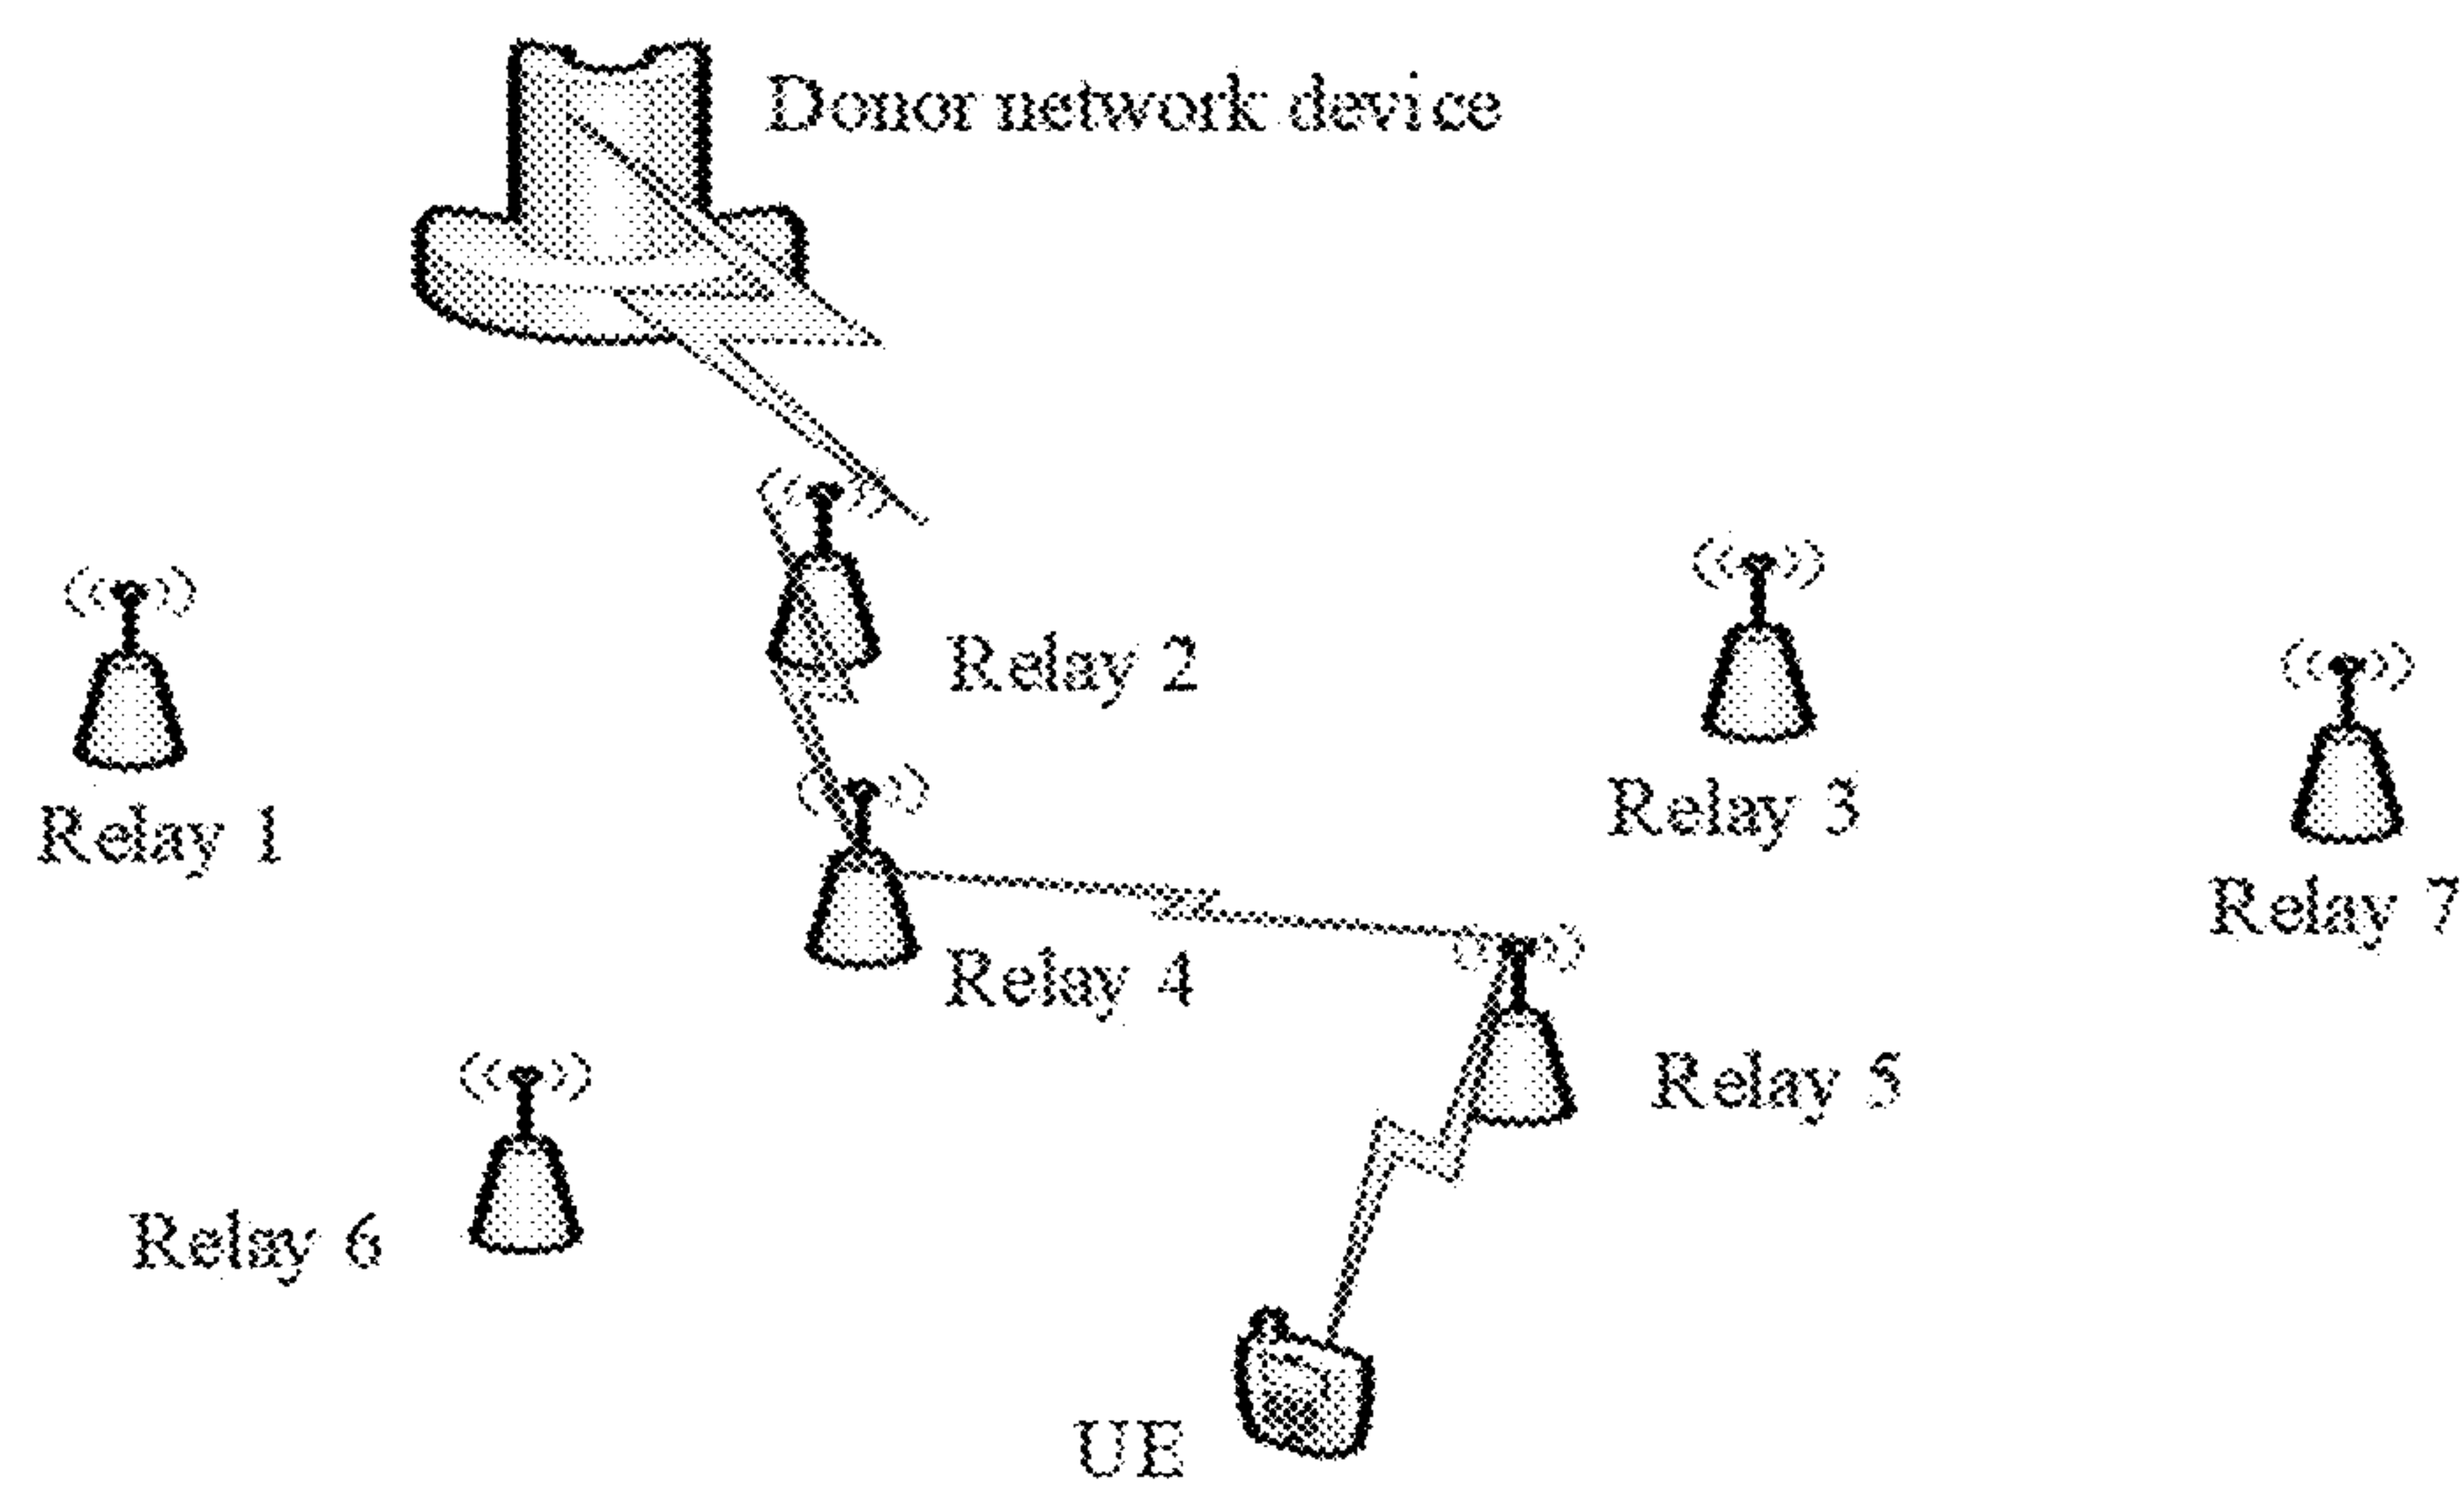 Donor network device
Relay 2
Relay 1
Relay 3
Relay 7
Relay 4
Relay 5
Relay 6
UE